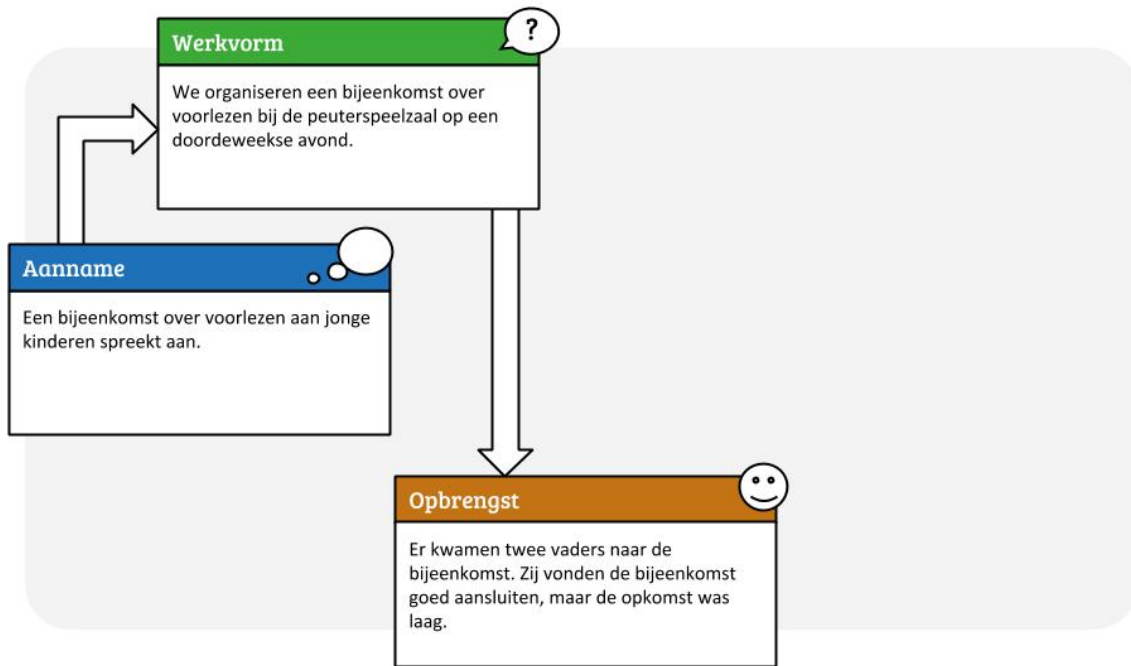 Werkvorm
?
We organiseren een bijeenkomst over
voorlezen bij de peuterspeelzaal op een
doordeweekse avond.
Aanname
Een bijeenkomst over voorlezen aan jonge
kinderen spreekt aan.
Opbrengst
Er kwamen twee vaders naar de
bijeenkomst. Zij vonden de bijeenkomst
goed aansluiten, maar de opkomst was
laag.